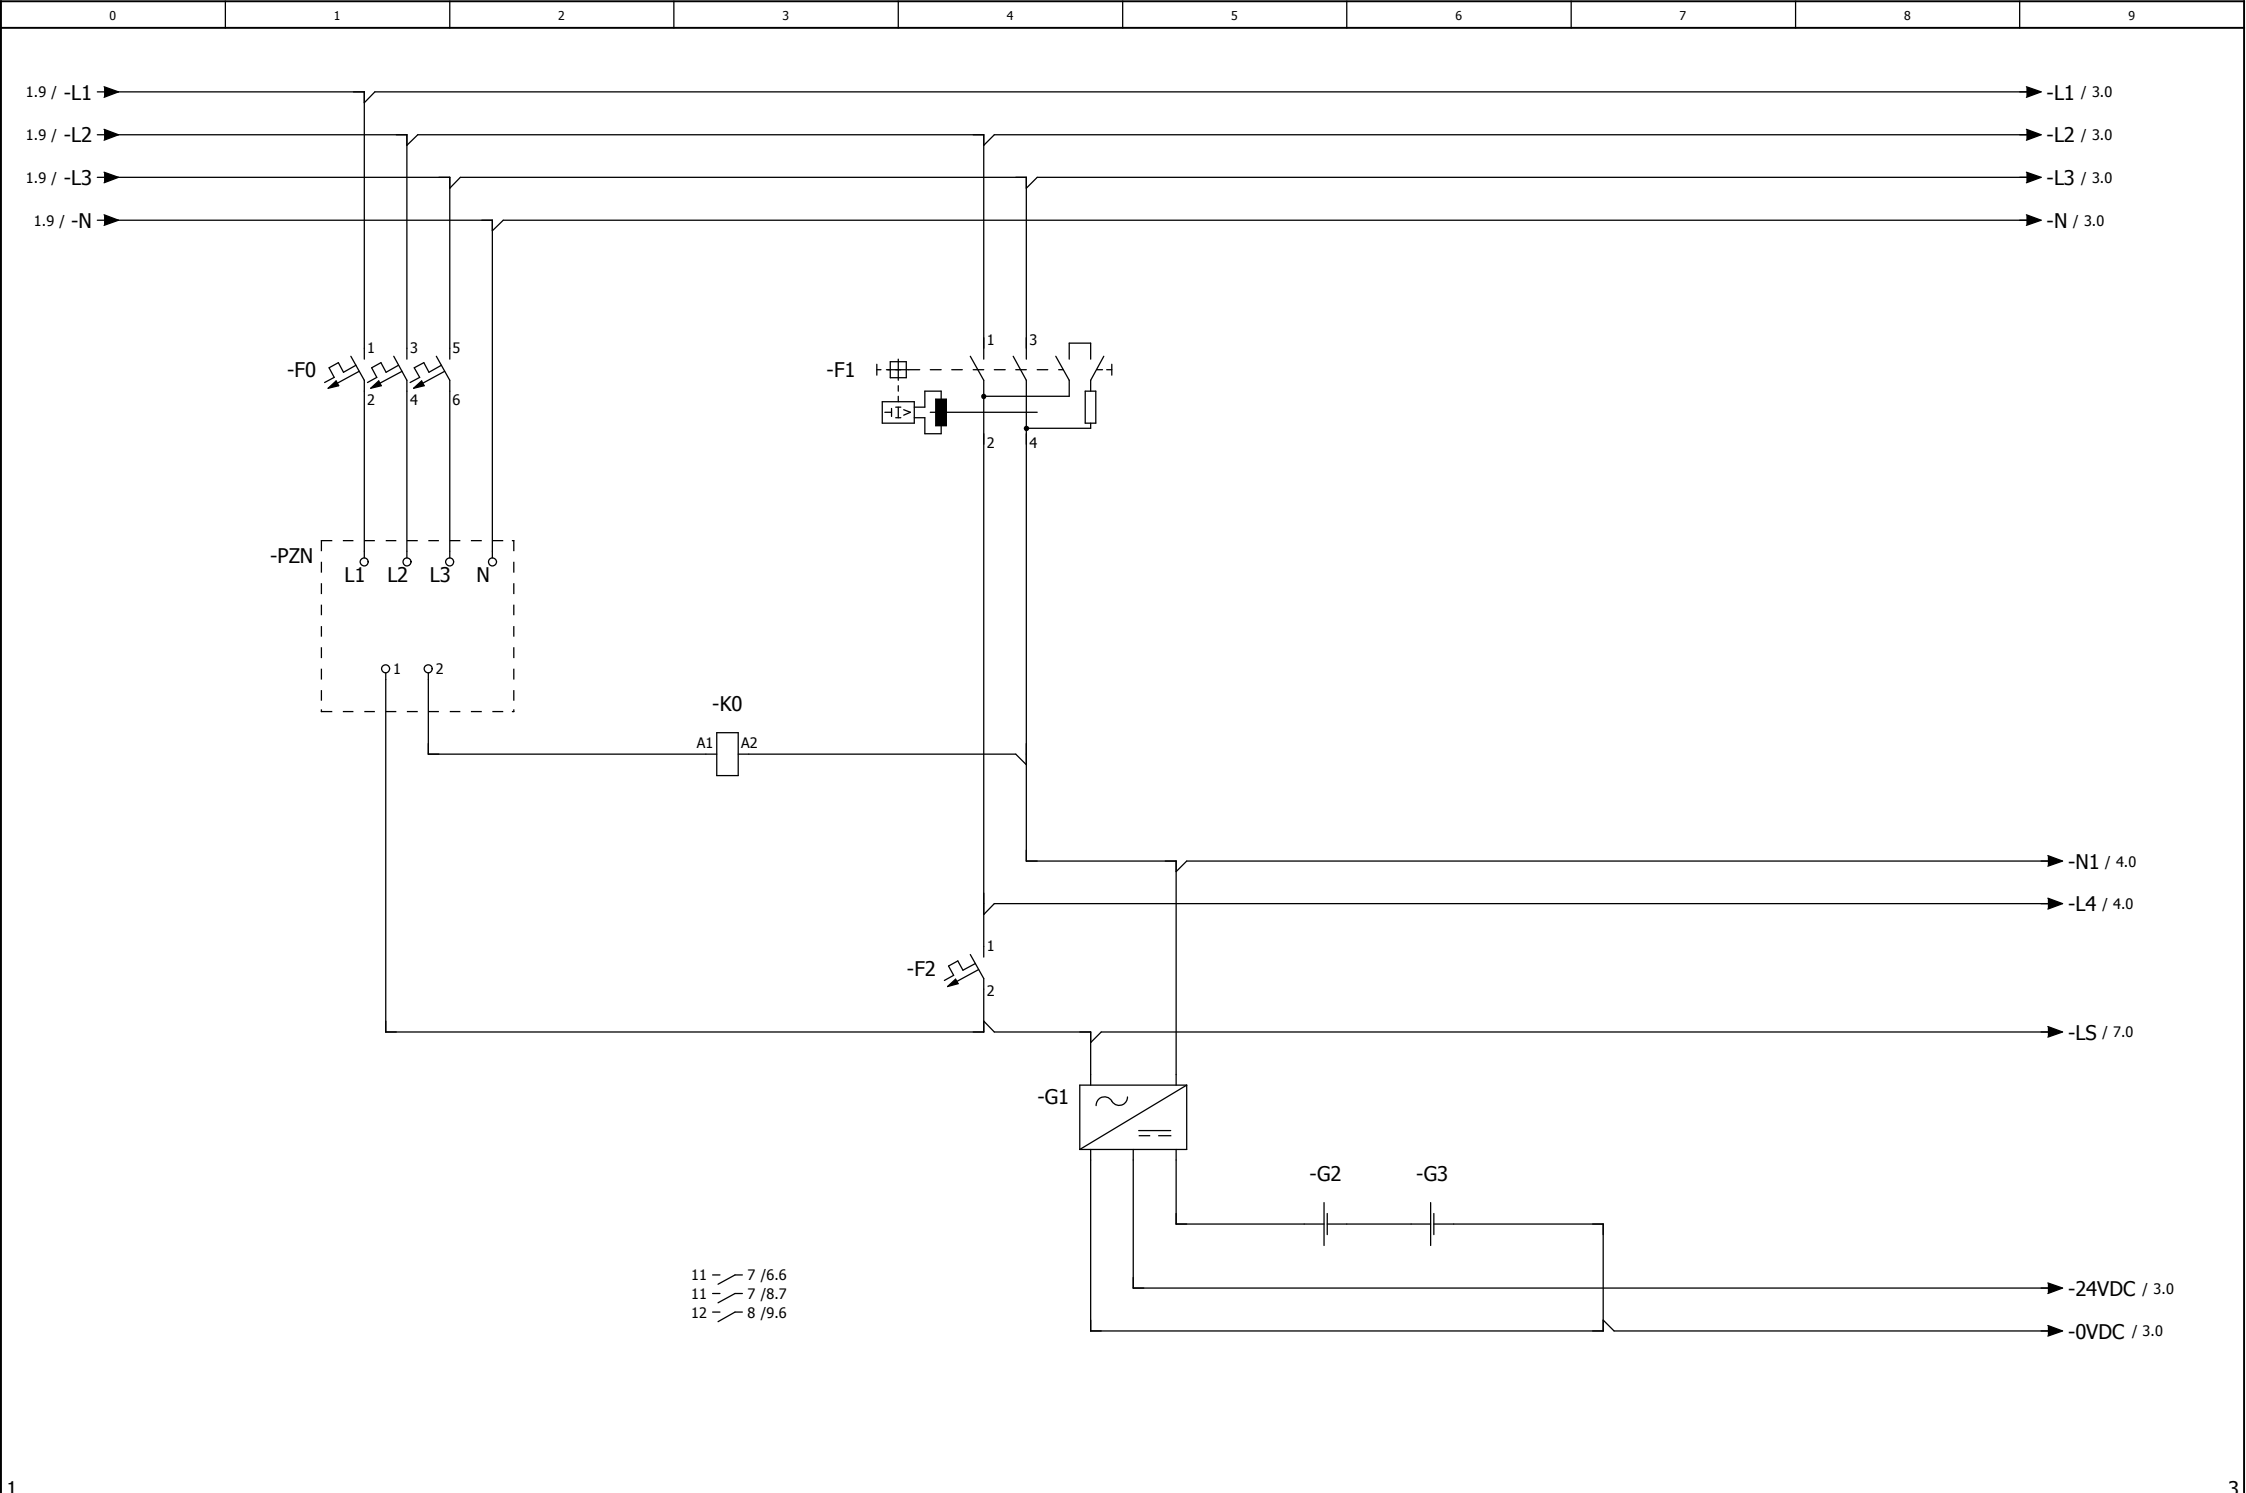 0 1 2 3 4 5 6 7 8 9
1.9 / -L1 -L1 / 3.0
1.9 / -L2 -L2 / 3.0
1.9 / -L3 -L3 / 3.0
1.9 / -N -N / 3.0
1 3
1 3 5
-F0 -F1
2 4 6
-I>
2 4
-PZN
L1 L2 L3 N
1 2
-K0
A1 A2
-N1 / 4.0
-L4 / 4.0
1
-F2
2
-LS / 7.0
-G1
-G2 -G3
11 7 /6.6
-24VDC / 3.0
11 7 /8.7
12 8 /9.6
-0VDC / 3.0
1 3